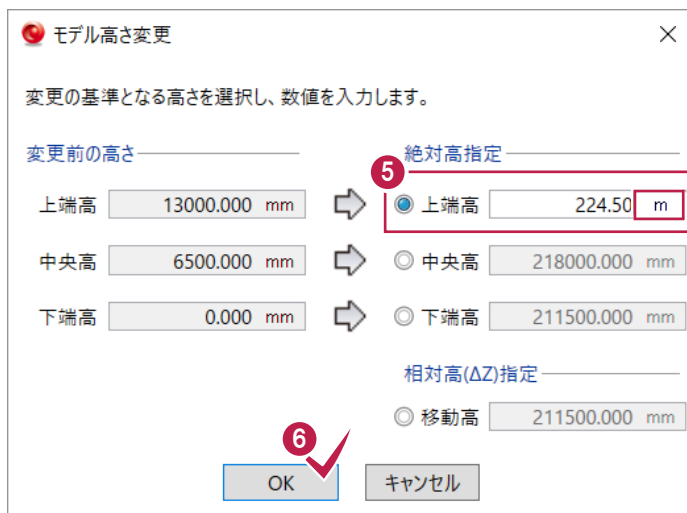 モデル高さ変更
変更の基準となる高さを選択し、数値を入力します。
変更前の高さ 絶対高指定
5
上端高 13000.000 mm 上端高 224.50 m
中央高 6500.000 mm 中央高 218000.000 mm
下端高 0.000 mm 下端高 211500.000 mm
相対高(ΔZ)指定
移動高 211500.000 mm
6
OK キャンセル